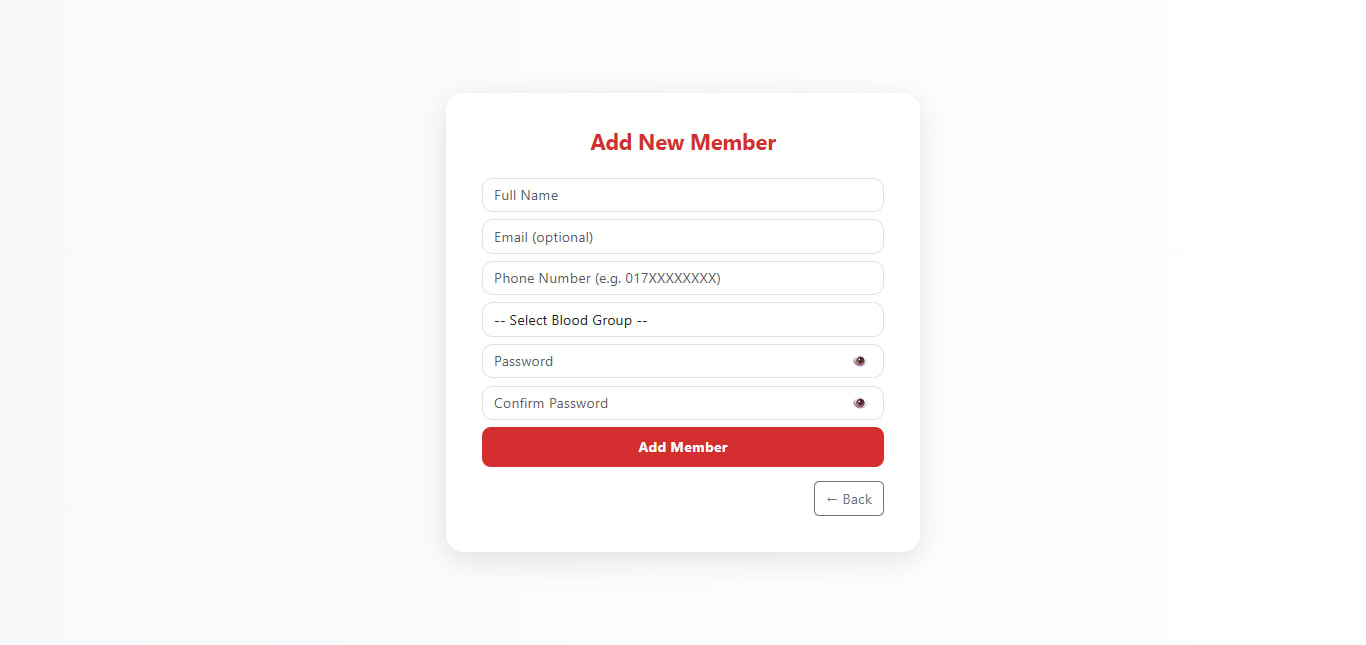 Add New Member
Full Name
Email (optional)
Phone Number (e.g. 017XXXXXXXX)
-- Select Blood Group --
Password
Confirm Password
Add Member
← Back